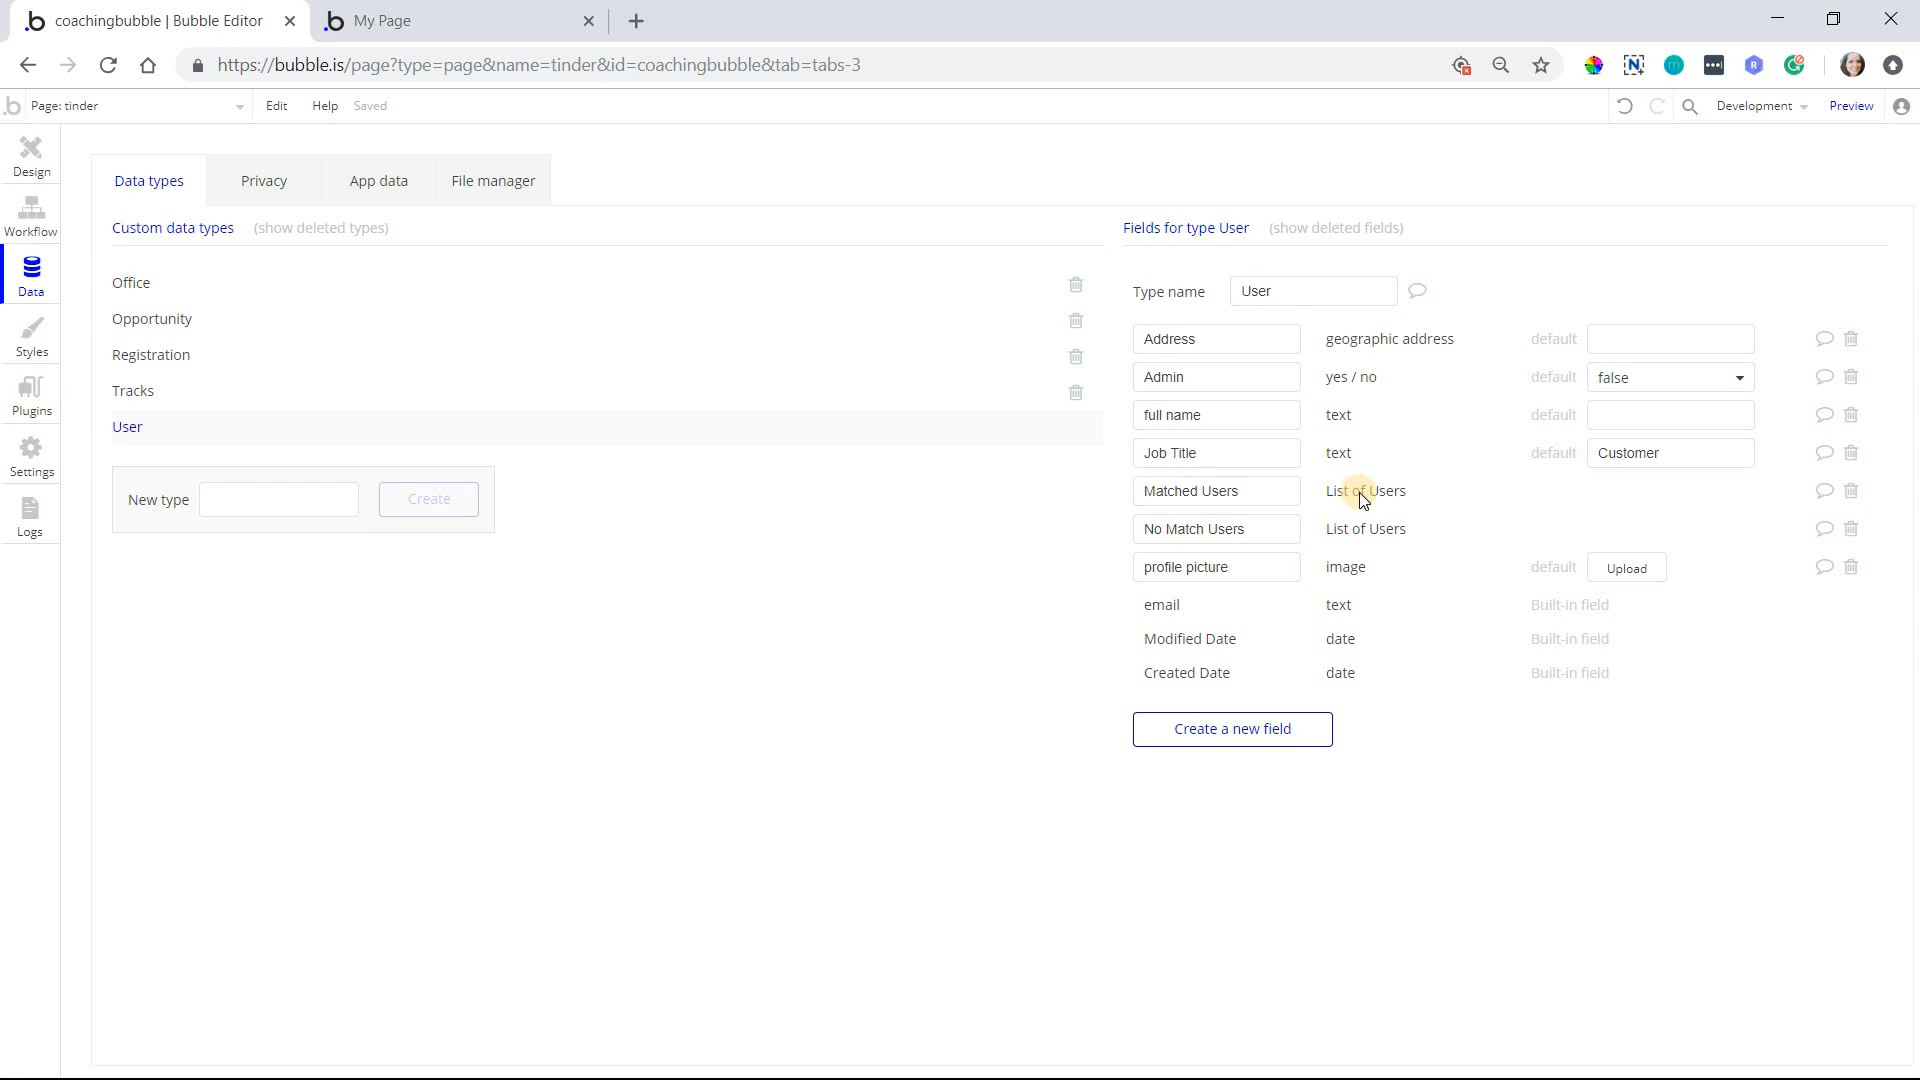 coachingbubble | Bubble Editor
My Page
https://bubble.is/page?type=page&name=tinder&id=coachingbubble&tab=tabs-3
Page: tinder
Edit
Help
Saved
Development
Preview
Design
Workflow
Data
Styles
Plugins
Settings
Logs
Data types
Privacy
App data
File manager
Custom data types (show deleted types)
Office
Opportunity
Registration
Tracks
User
New type
Create
Fields for type User (show deleted fields)
Type name User
Address geographic address default
Admin yes / no default false
full name text default
Job Title text default Customer
Matched Users List of Users
No Match Users List of Users
profile picture image default Upload
email text Built-in field
Modified Date date Built-in field
Created Date date Built-in field
Create a new field